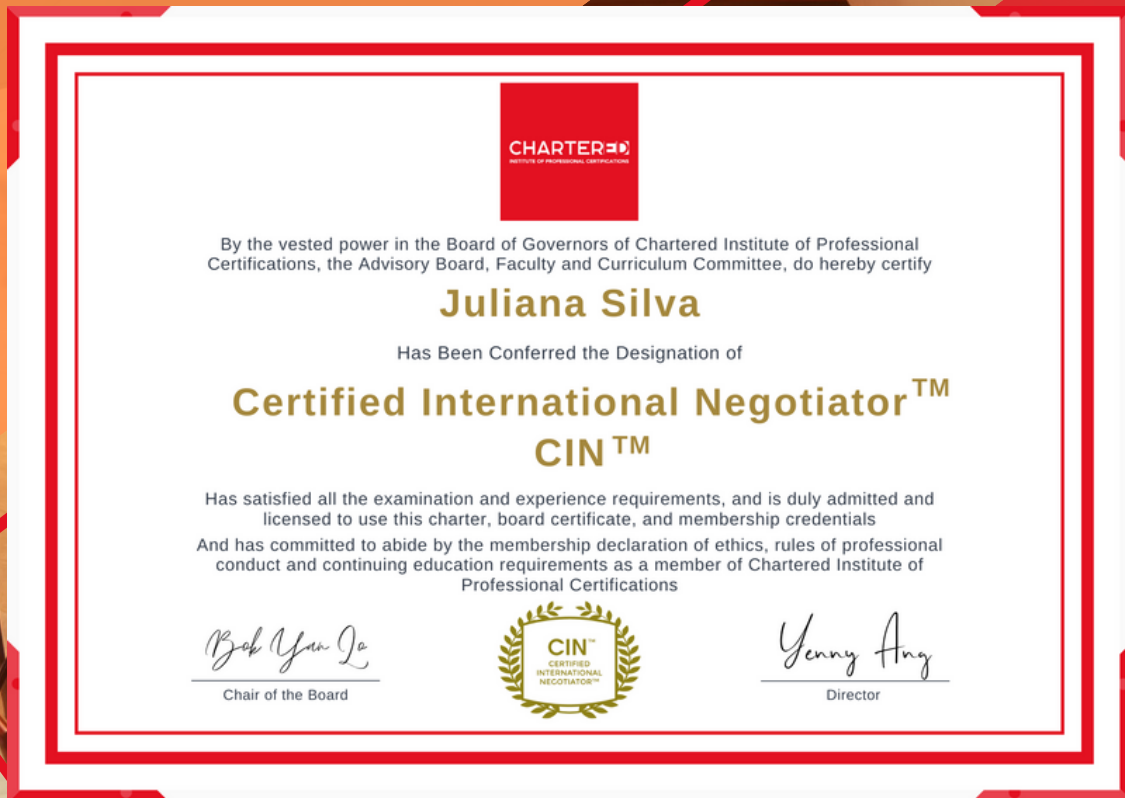 CHARTERED
INSTITUTE OF PROFESSIONAL CERTIFICATIONS
By the vested power in the Board of Governors of Chartered Institute of Professional
Certifications, the Advisory Board, Faculty and Curriculum Committee, do hereby certify
Juliana Silva
Has Been Conferred the Designation of
Certified International Negotiator™
CIN™
Has satisfied all the examination and experience requirements, and is duly admitted and
licensed to use this charter, board certificate, and membership credentials
And has committed to abide by the membership declaration of ethics, rules of professional
conduct and continuing education requirements as a member of Chartered Institute of
Professional Certifications
Bok Yan Lo
Chair of the Board
CIN™
CERTIFIED
INTERNATIONAL
NEGOTIATOR™
Yenny Ang
Director